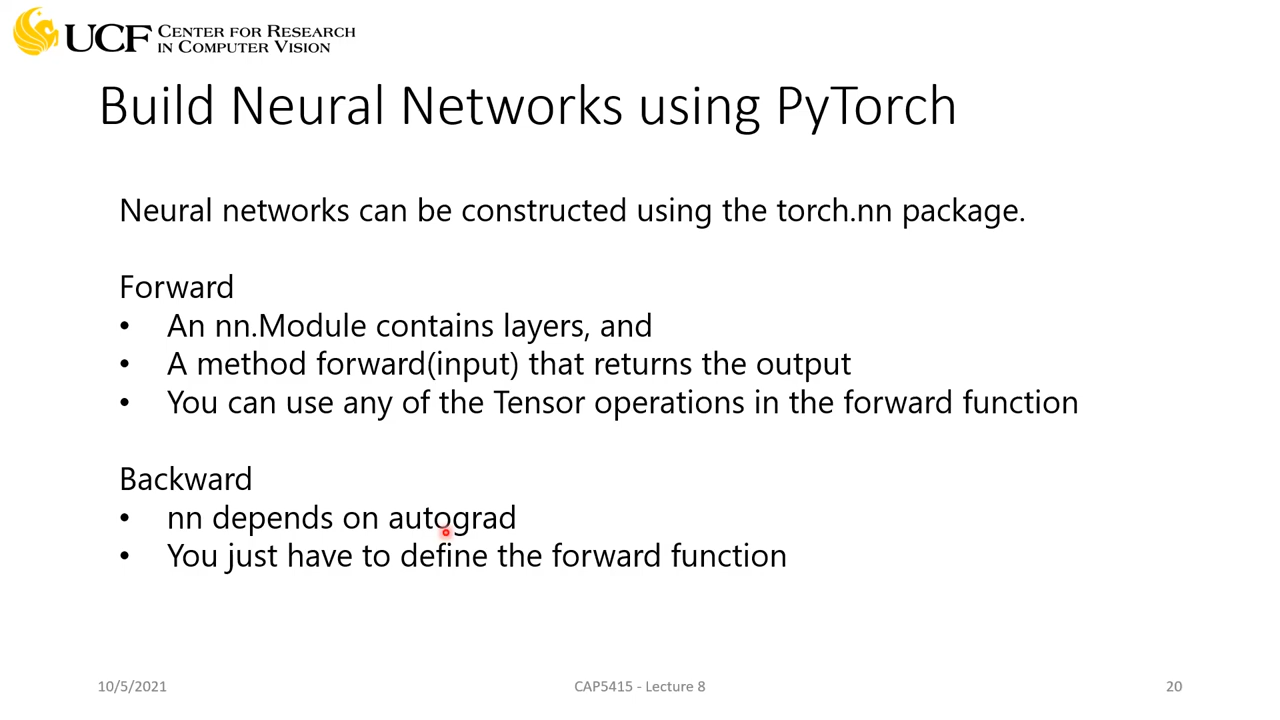 UCF CENTER FOR RESEARCH
IN COMPUTER VISION
Build Neural Networks using PyTorch
Neural networks can be constructed using the torch.nn package.
Forward
• An nn.Module contains layers, and
• A method forward(input) that returns the output
• You can use any of the Tensor operations in the forward function
Backward
• nn depends on autograd
• You just have to define the forward function
10/5/2021
CAP5415 - Lecture 8
20